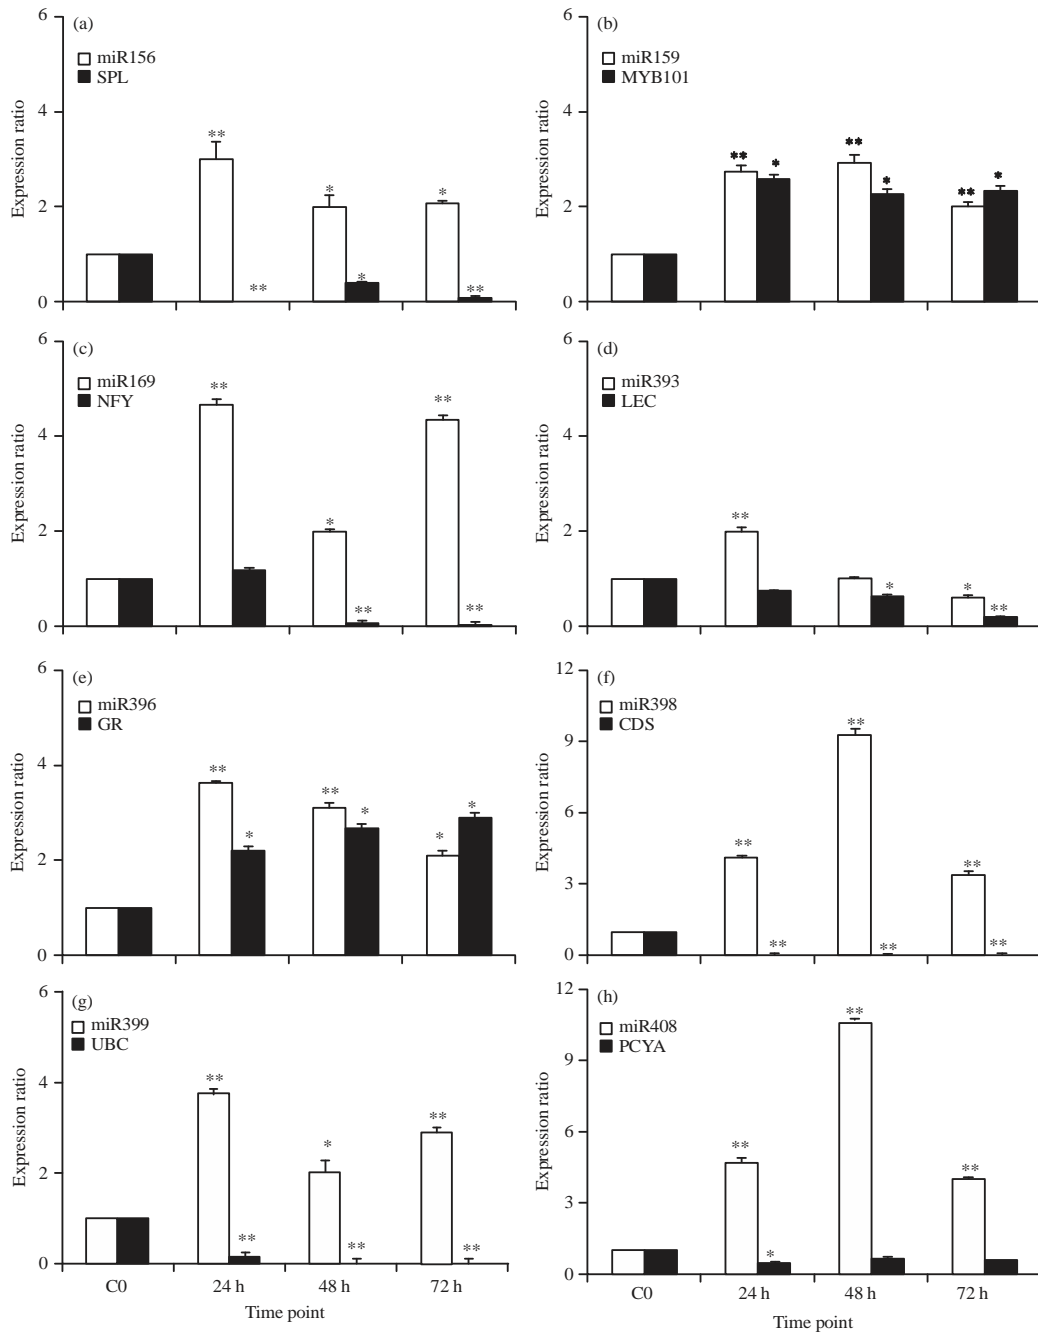 (a)
miR156
SPL
Expression ratio
6
4
2
0
** ** * * * **
(b)
miR159
MYB101
Expression ratio
6
4
2
0
** * ** * ** *
(c)
miR169
NFY
Expression ratio
6
4
2
0
** * ** ** **
(d)
miR393
LEC
Expression ratio
6
4
2
0
** * * **
(e)
miR396
GR
Expression ratio
6
4
2
0
** * ** * * *
(f)
miR398
CDS
Expression ratio
12
9
6
3
0
** ** ** ** ** **
(g)
miR399
UBC
Expression ratio
6
4
2
0
** ** * ** ** **
C0 24 h 48 h 72 h
Time point
(h)
miR408
PCYA
Expression ratio
12
9
6
3
0
** * ** **
C0 24 h 48 h 72 h
Time point